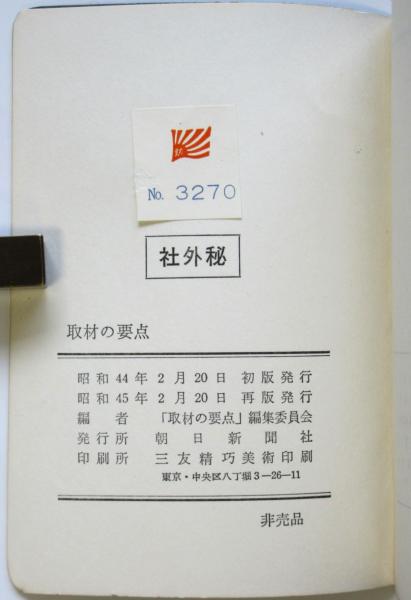 No. 3270
社外秘
取材の要点
昭和44年2月20日 初版発行
昭和45年2月20日 再版発行
編者 「取材の要点」編集委員会
発行所 朝日新聞社
印刷所 三友精巧美術印刷
東京・中央区八丁堀3-26-11
非売品